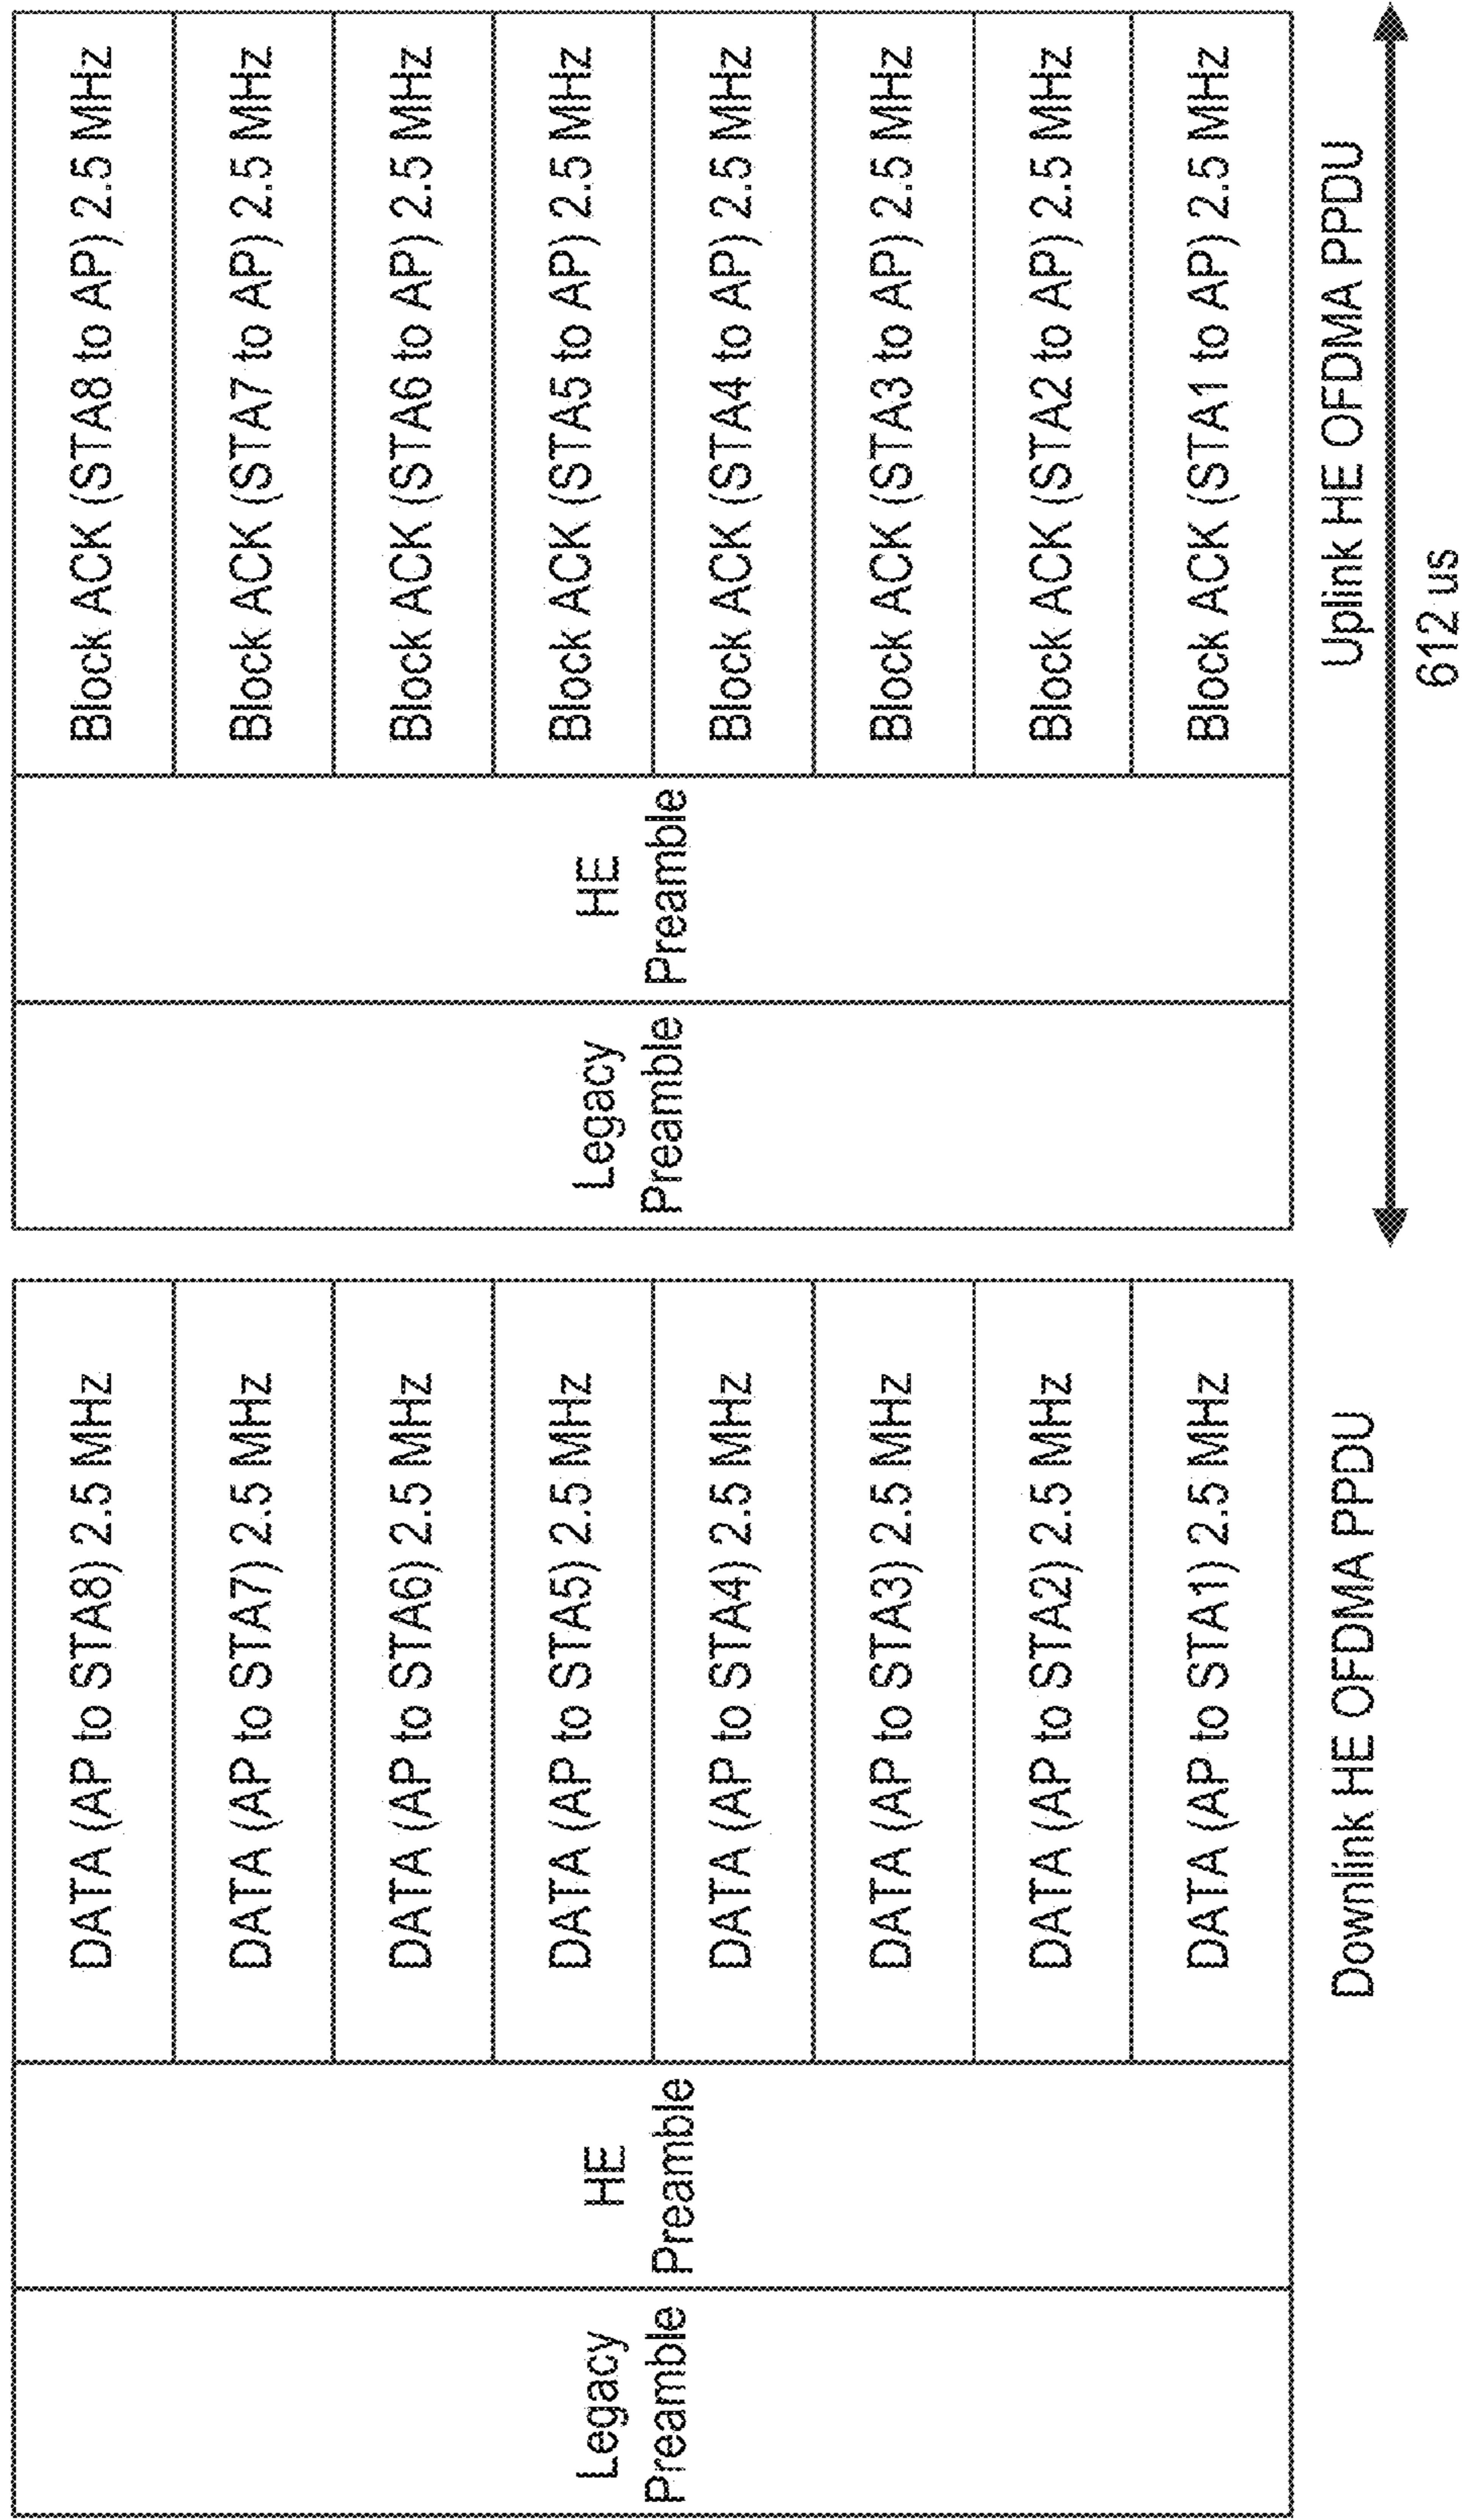 Legacy
Preamble
HE
Preamble
DATA (AP to STA8) 2.5 MHz
DATA (AP to STA7) 2.5 MHz
DATA (AP to STA6) 2.5 MHz
DATA (AP to STA5) 2.5 MHz
DATA (AP to STA4) 2.5 MHz
DATA (AP to STA3) 2.5 MHz
DATA (AP to STA2) 2.5 MHz
DATA (AP to STA1) 2.5 MHz
Downlink HE OFDMA PPDU
Legacy
Preamble
HE
Preamble
Block ACK (STA8 to AP) 2.5 MHz
Block ACK (STA7 to AP) 2.5 MHz
Block ACK (STA6 to AP) 2.5 MHz
Block ACK (STA5 to AP) 2.5 MHz
Block ACK (STA4 to AP) 2.5 MHz
Block ACK (STA3 to AP) 2.5 MHz
Block ACK (STA2 to AP) 2.5 MHz
Block ACK (STA1 to AP) 2.5 MHz
Uplink HE OFDMA PPDU
612 us